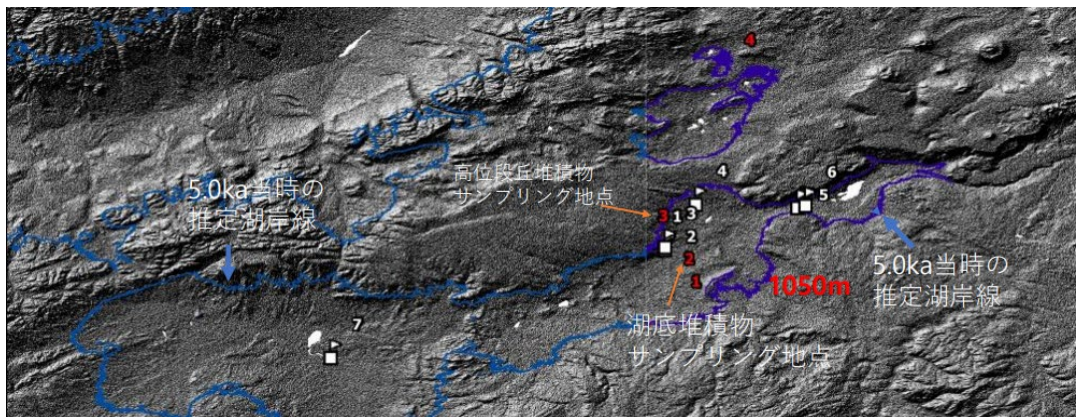 4
高位段丘堆積物
サンプリング地点
4
6
5
5.0ka当時の
推定湖岸線
3
1
3
2
2
1
1050m
5.0ka当時の
推定湖岸線
湖底堆積物
サンプリング地点
7